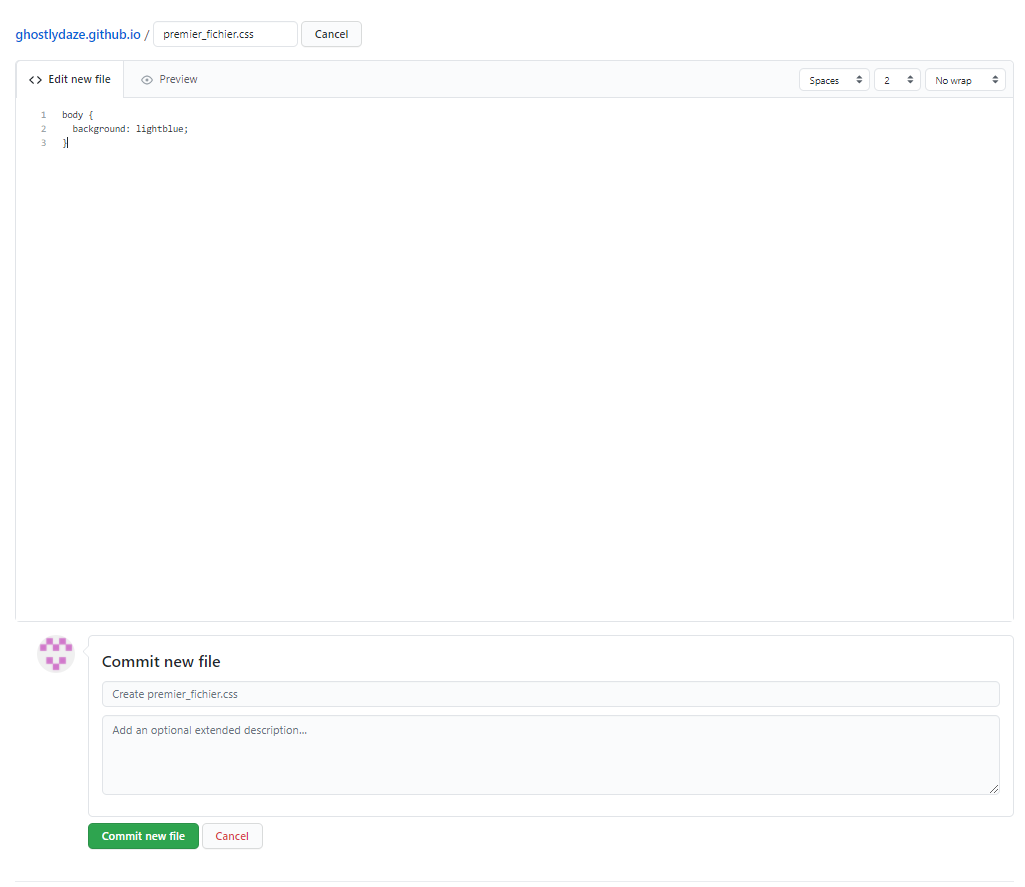 ghostlydaze.github.io / premier_fichier.css Cancel
<> Edit new file Preview Spaces 2 No wrap
1 body {
2 background: lightblue;
3 }
Commit new file
Create premier_fichier.css
Add an optional extended description...
Commit new file Cancel